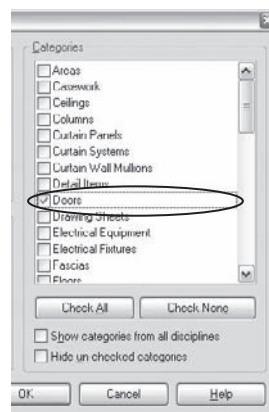 Categories
Areas
Casework
Ceilings
Columns
Curtain Panels
Curtain Systems
Curtain Wall Mullions
Detail Items
Doors
Drawing Sheets
Electrical Equipment
Electrical Fixtures
Fascias
Floors
Check All Check None
Show categories from all disciplines
Hide un checked categories
OK Cancel Help